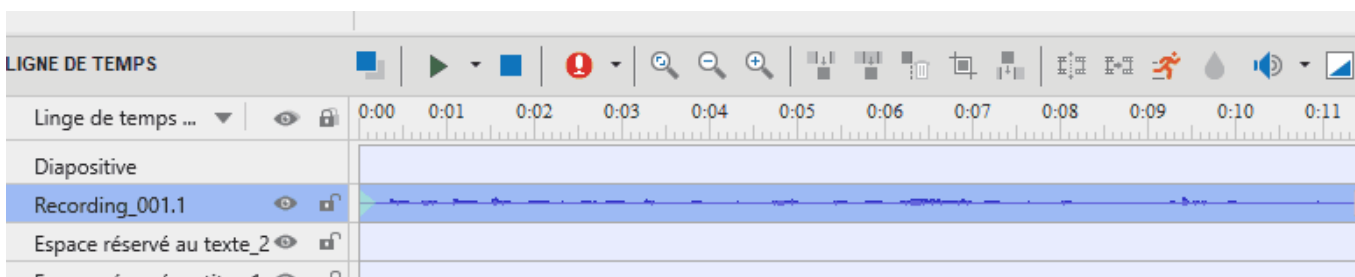 LIGNE DE TEMPS
Linge de temps ... 0:00 0:01 0:02 0:03 0:04 0:05 0:06 0:07 0:08 0:09 0:10 0:11
Diapositive
Recording_001.1
Espace réservé au texte_2